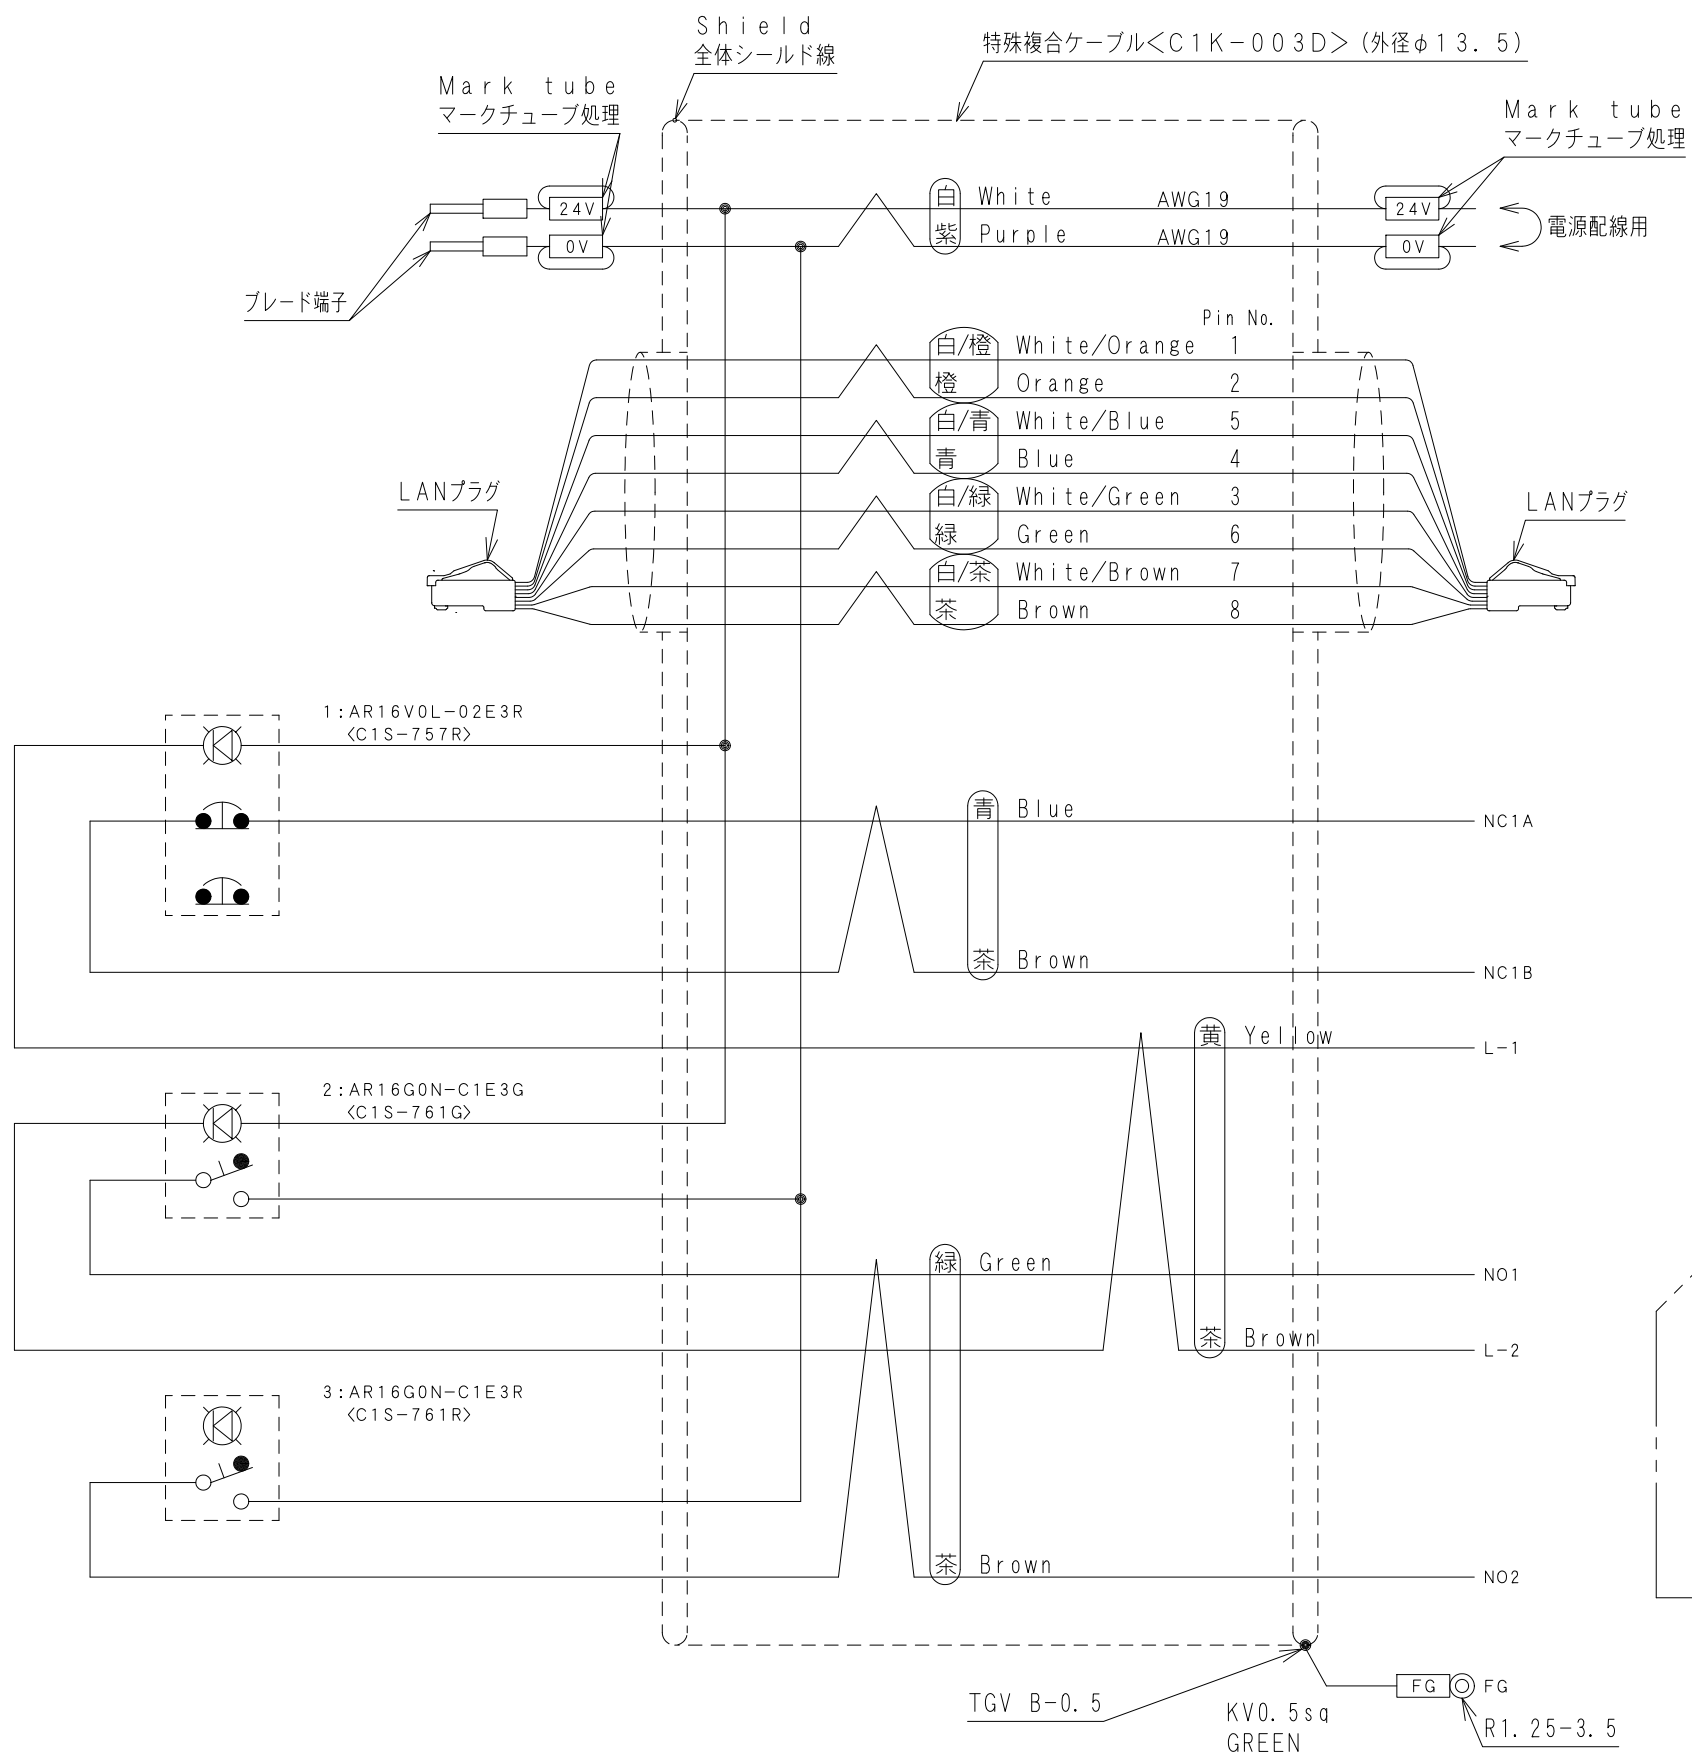 Shield
全体シールド線
特殊複合ケーブル<C1K-003D>(外径φ13.5)
Mark tube
マークチューブ処理
Mark tube
マークチューブ処理
24V
白 White AWG19
24V
0V
紫 Purple AWG19
0V
電源配線用
ブレード端子
Pin No.
白/橙 White/Orange 1
橙 Orange 2
白/青 White/Blue 5
青 Blue 4
白/緑 White/Green 3
緑 Green 6
白/茶 White/Brown 7
茶 Brown 8
LANプラグ
LANプラグ
1:AR16V0L-02E3R
<C1S-757R>
青 Blue
NC1A
茶 Brown
NC1B
黄 Yellow
L-1
2:AR16G0N-C1E3G
<C1S-761G>
緑 Green
NO1
茶 Brown
L-2
3:AR16G0N-C1E3R
<C1S-761R>
茶 Brown
NO2
TGV B-0.5
KV0.5sq
GREEN
FG
FG
R1.25-3.5